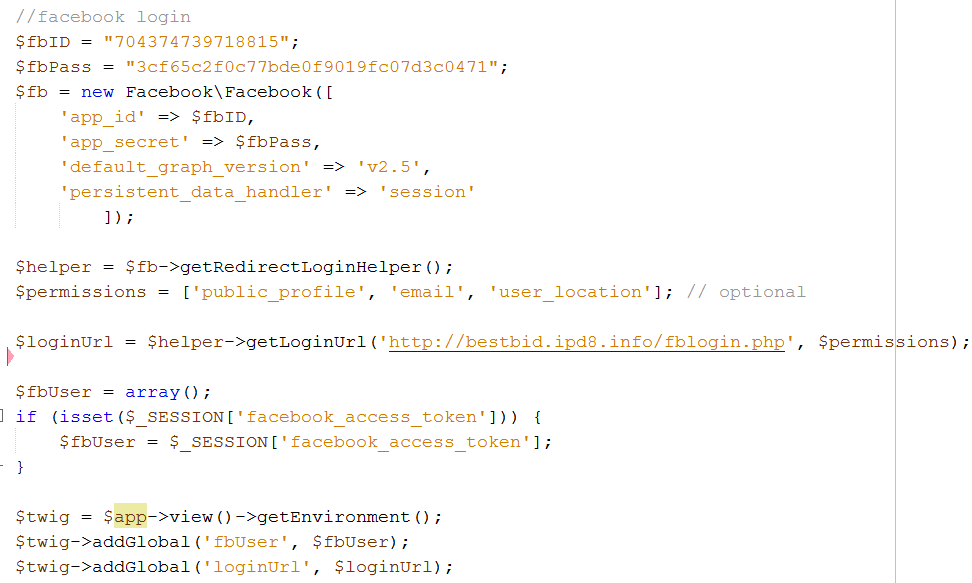 //facebook login
$fbID = "704374739718815";
$fbPass = "3cf65c2f0c77bde0f9019fc07d3c0471";
$fb = new Facebook\Facebook([
    'app_id' => $fbID,
    'app_secret' => $fbPass,
    'default_graph_version' => 'v2.5',
    'persistent_data_handler' => 'session'
        ]);

$helper = $fb->getRedirectLoginHelper();
$permissions = ['public_profile', 'email', 'user_location']; // optional

$loginUrl = $helper->getLoginUrl('http://bestbid.ipd8.info/fblogin.php', $permissions);

$fbUser = array();
if (isset($_SESSION['facebook_access_token'])) {
    $fbUser = $_SESSION['facebook_access_token'];
}

$twig = $app->view()->getEnvironment();
$twig->addGlobal('fbUser', $fbUser);
$twig->addGlobal('loginUrl', $loginUrl);